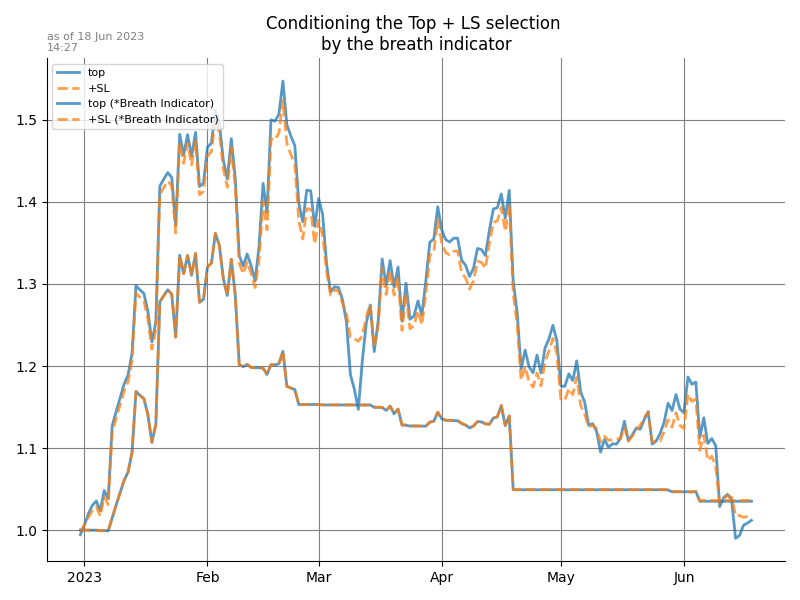 Conditioning the Top + LS selection
by the breath indicator
as of 18 Jun 2023
14:27
top
+SL
top (*Breath Indicator)
+SL (*Breath Indicator)
1.5
1.4
1.3
1.2
1.1
1.0
2023 Feb Mar Apr May Jun